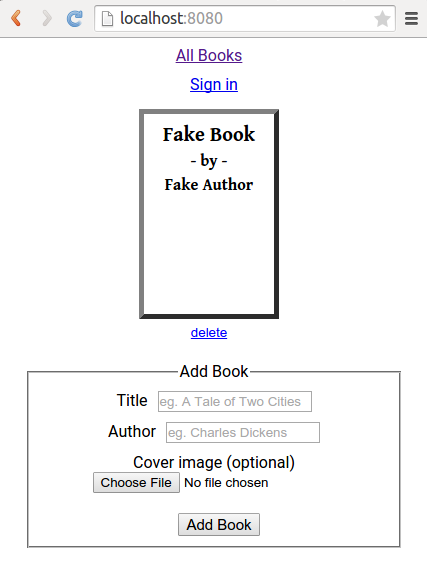 localhost:8080
All Books
Sign in
Fake Book
- by -
Fake Author
delete
Add Book
Title eg. A Tale of Two Cities
Author eg. Charles Dickens
Cover image (optional)
Choose File No file chosen
Add Book